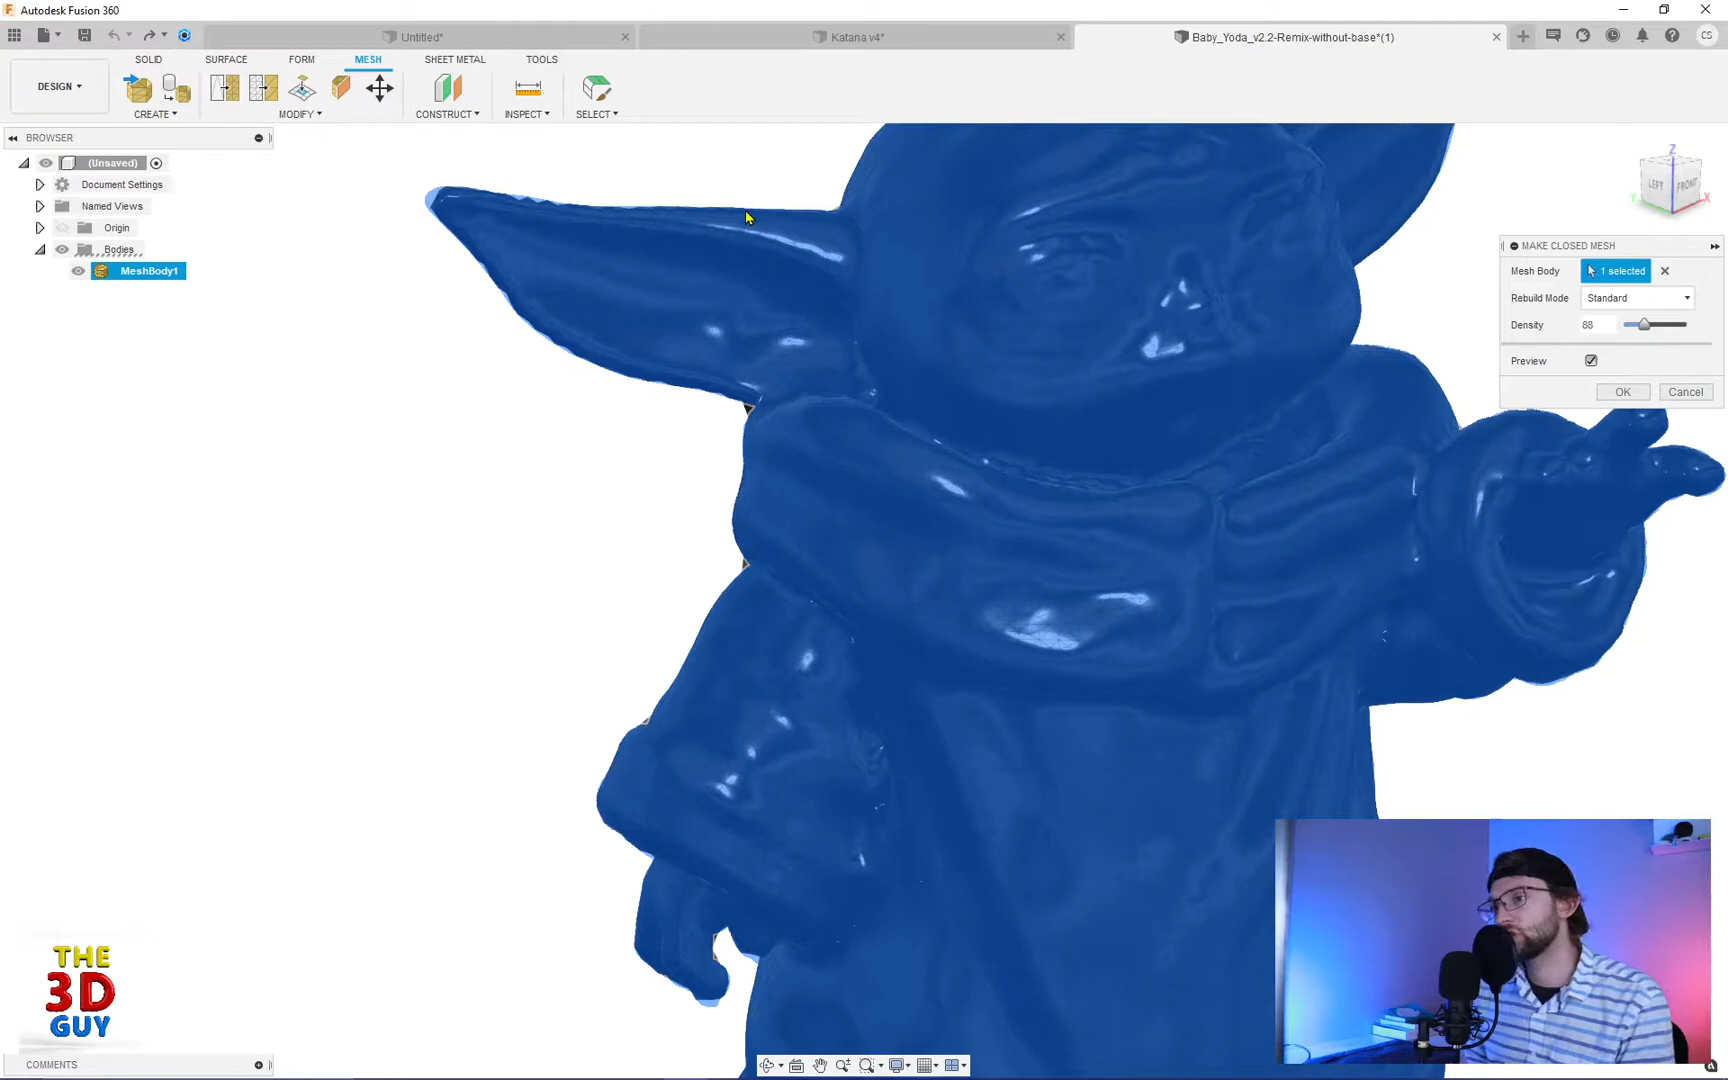 Autodesk Fusion 360
Untitled*
Katana v4*
Baby_Yoda_v2.2-Remix-without-base*(1)
CS
SOLID
SURFACE
FORM
MESH
SHEET METAL
TOOLS
DESIGN
CREATE
MODIFY
CONSTRUCT
INSPECT
SELECT
BROWSER
(Unsaved)
Document Settings
Named Views
Origin
Bodies
MeshBody1
Z
LEFT
FRONT
Y
X
MAKE CLOSED MESH
Mesh Body
1 selected
Rebuild Mode
Standard
Density
88
Preview
OK
Cancel
THE
3D
GUY
COMMENTS